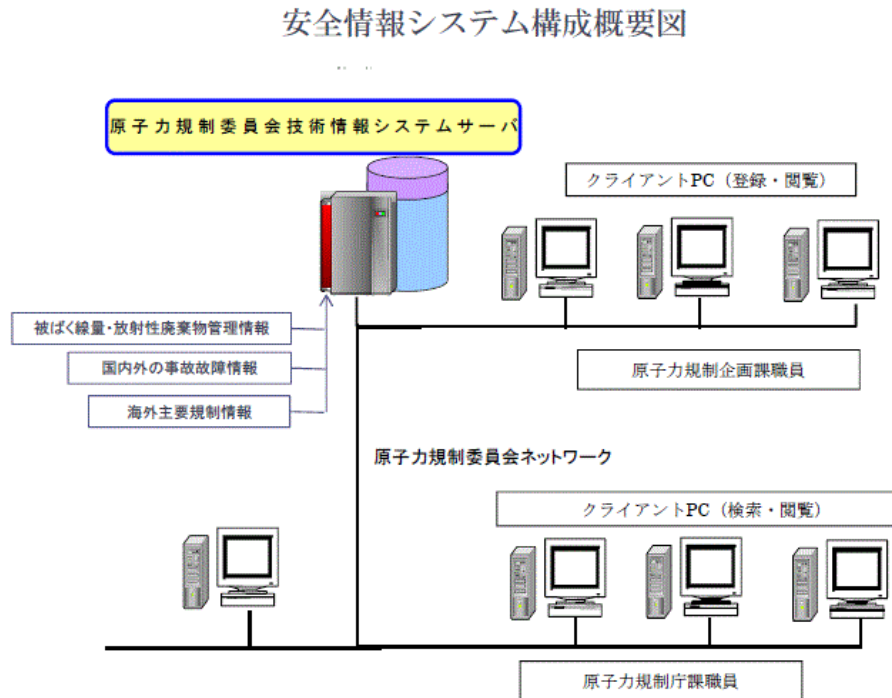 安全情報システム構成概要図
原子力規制委員会技術情報システムサーバ
クライアントPC（登録・閲覧）
被ばく線量・放射性廃棄物管理情報
国内外の事故故障情報
原子力規制企画課職員
海外主要規制情報
原子力規制委員会ネットワーク
クライアントPC（検索・閲覧）
原子力規制庁課職員